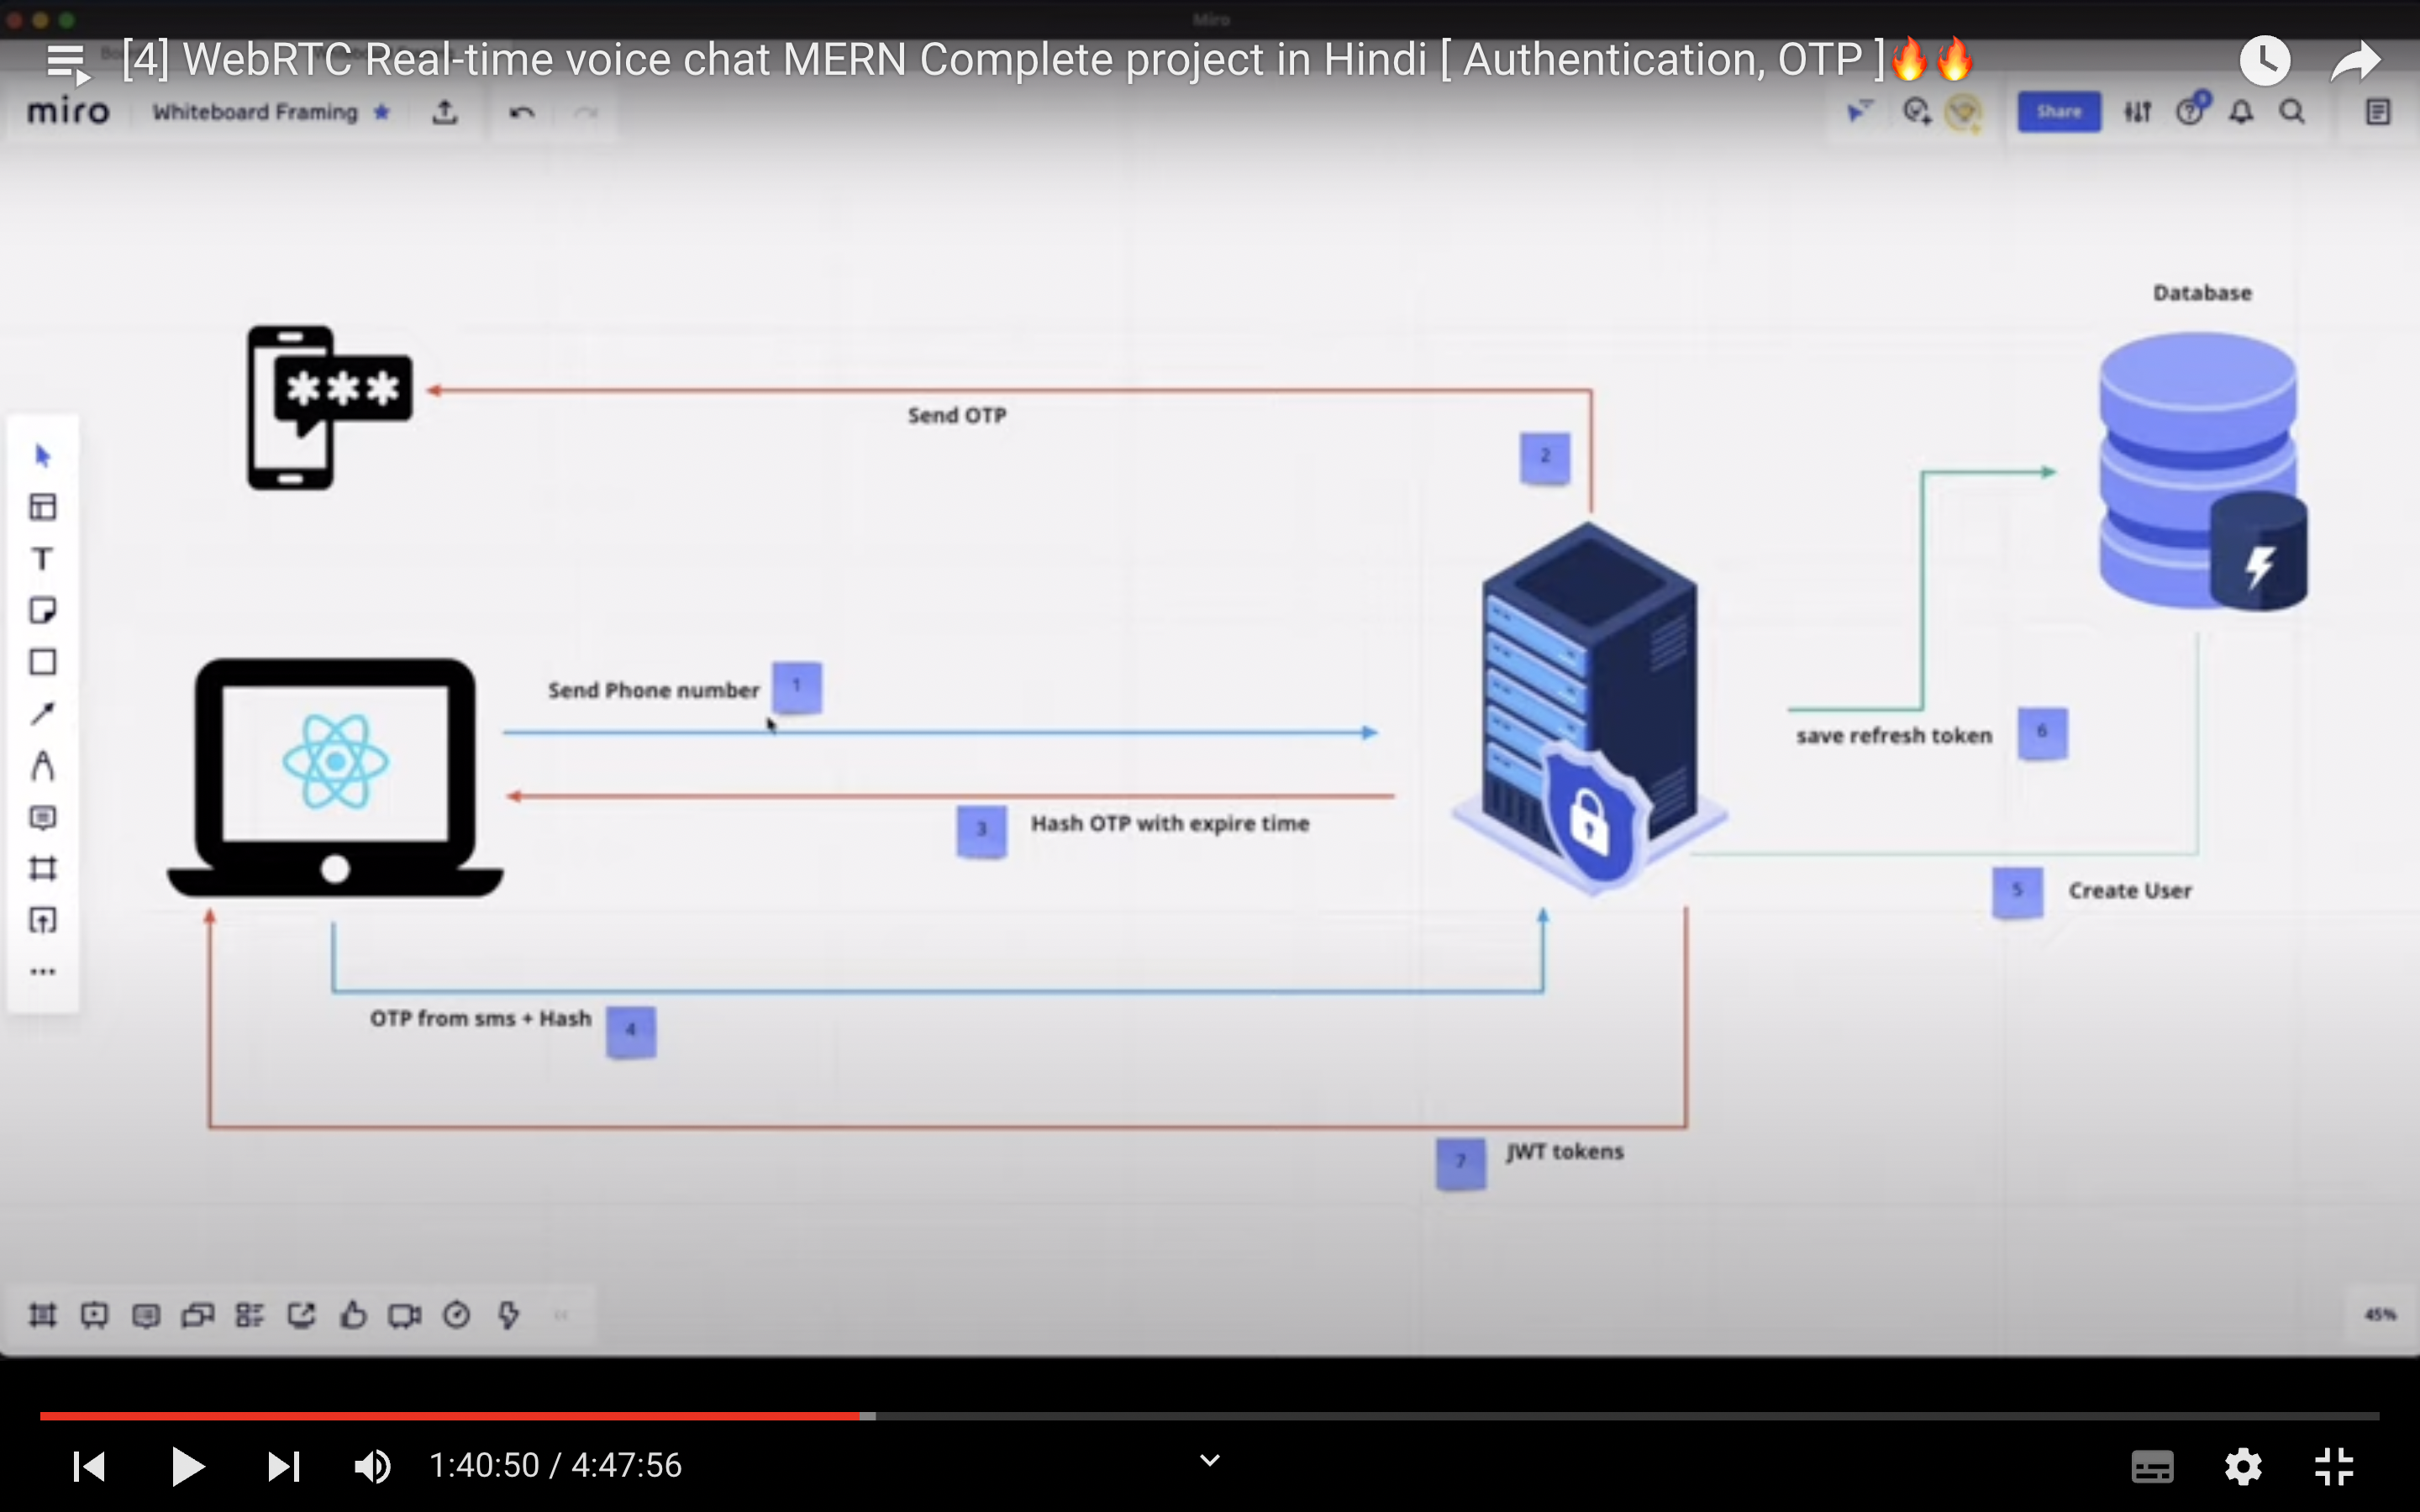 Miro
[4] WebRTC Real-time voice chat MERN Complete project in Hindi [ Authentication, OTP ]🔥🔥
miro
Whiteboard Framing
Share
Database
***
Send OTP
2
Send Phone number
1
save refresh token
6
3
Hash OTP with expire time
5
Create User
T
OTP from sms + Hash
4
7
JWT tokens
45%
1:40:50 / 4:47:56